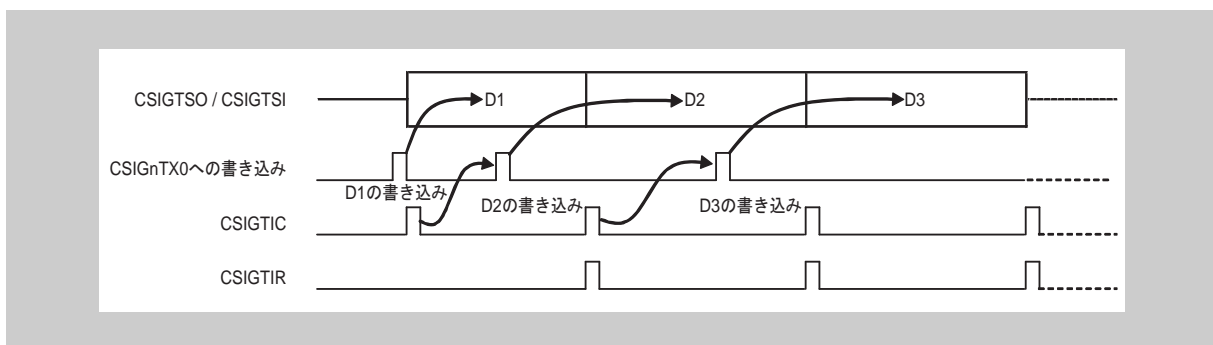 CSIGTSO / CSIGTSI
D1
D2
D3
CSIGnTX0への書き込み
D1の書き込み
D2の書き込み
D3の書き込み
CSIGTIC
CSIGTIR